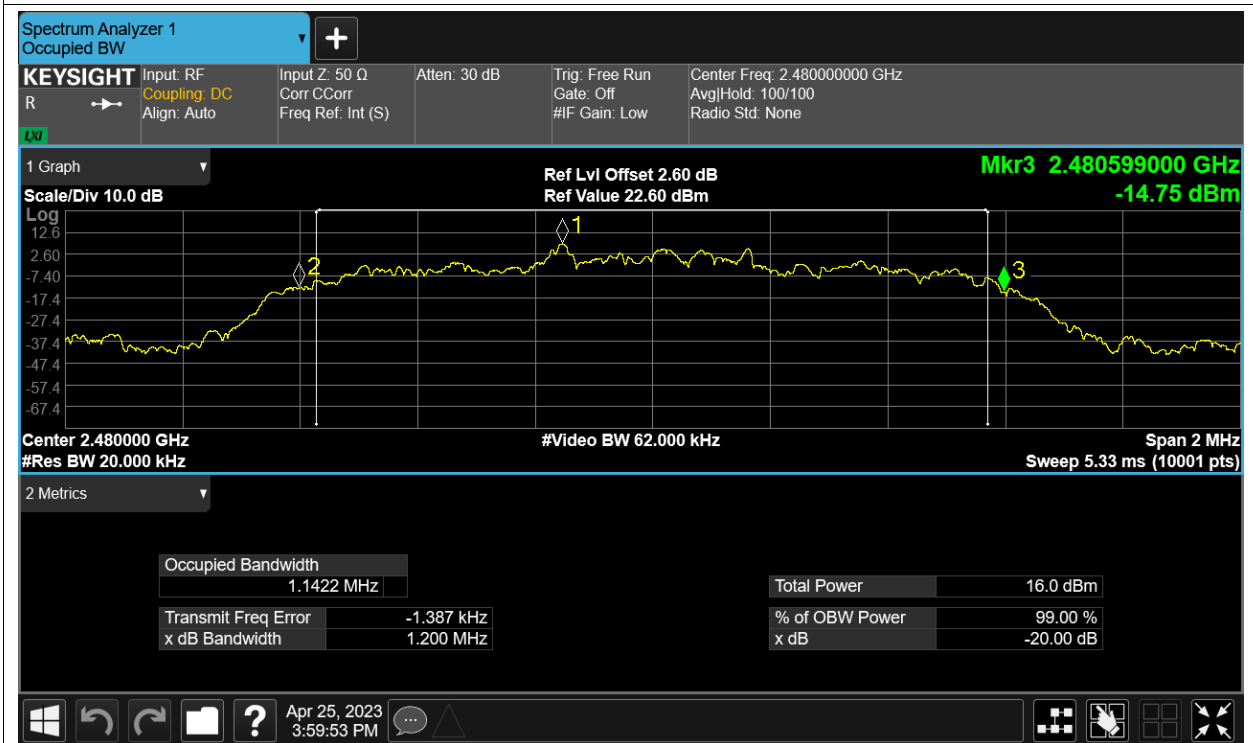 Spectrum Analyzer 1
Occupied BW
KEYSIGHT
R
LXI
Input: RF
Coupling: DC
Align: Auto
Input Z: 50 Ω
Corr CCorr
Freq Ref: Int (S)
Atten: 30 dB
Trig: Free Run
Gate: Off
#IF Gain: Low
Center Freq: 2.480000000 GHz
Avg|Hold: 100/100
Radio Std: None
1 Graph
Scale/Div 10.0 dB
Ref Lvl Offset 2.60 dB
Ref Value 22.60 dBm
Mkr3 2.480599000 GHz
-14.75 dBm
Log
12.6
2.60
-7.40
-17.4
-27.4
-37.4
-47.4
-57.4
-67.4
1
2
3
Center 2.480000 GHz
#Video BW 62.000 kHz
Span 2 MHz
#Res BW 20.000 kHz
Sweep 5.33 ms (10001 pts)
2 Metrics
Occupied Bandwidth
1.1422 MHz
Total Power 16.0 dBm
Transmit Freq Error -1.387 kHz
% of OBW Power 99.00 %
x dB Bandwidth 1.200 MHz
x dB -20.00 dB
?
Apr 25, 2023
3:59:53 PM